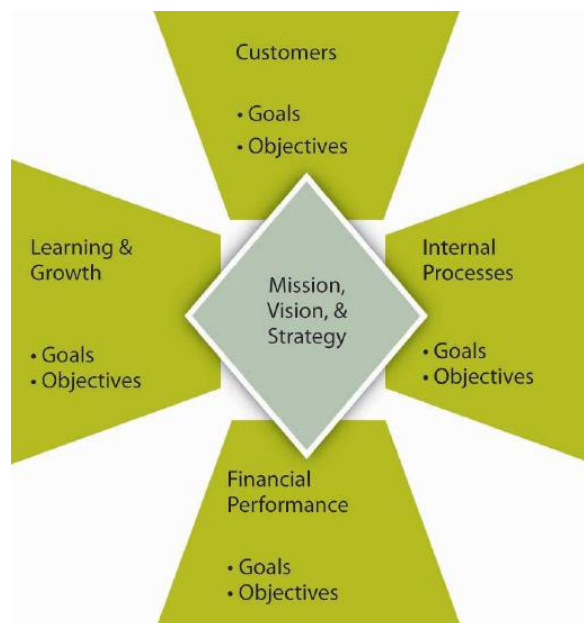 Customers
• Goals
• Objectives
Learning &
Growth
• Goals
• Objectives
Mission,
Vision, &
Strategy
Internal
Processes
• Goals
• Objectives
Financial
Performance
• Goals
• Objectives